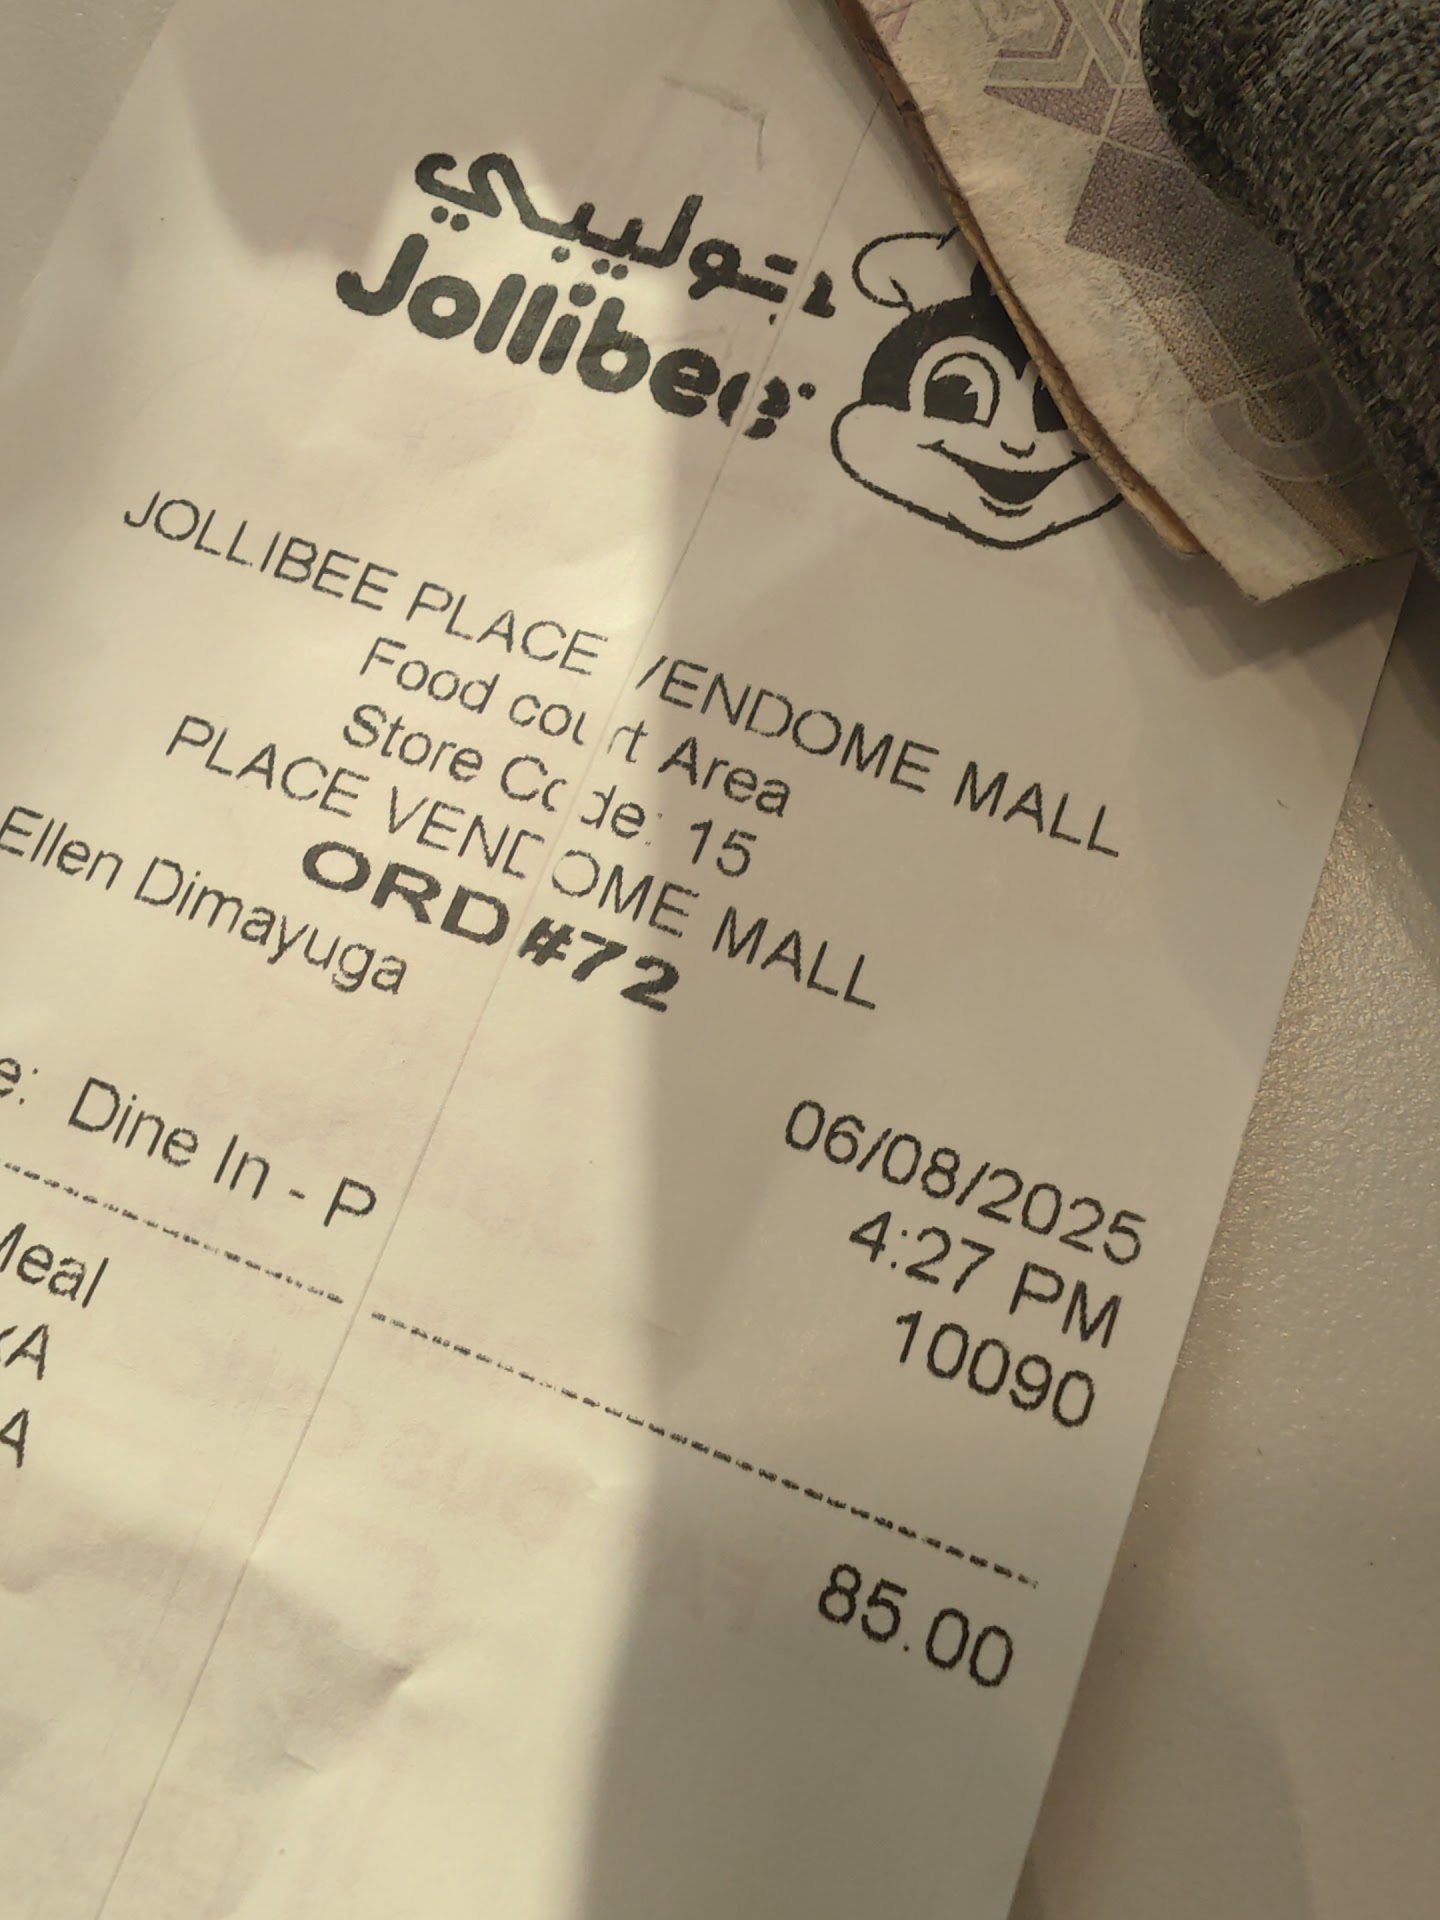 جوليبي
Jollibee
JOLLIBEE PLACE VENDOME MALL
Food court Area
Store Code: 15
PLACE VENDOME MALL
ORD #72
Ellen Dimayuga
06/08/2025
e: Dine In - P
4:27 PM
10090
Meal
85.00
A
A